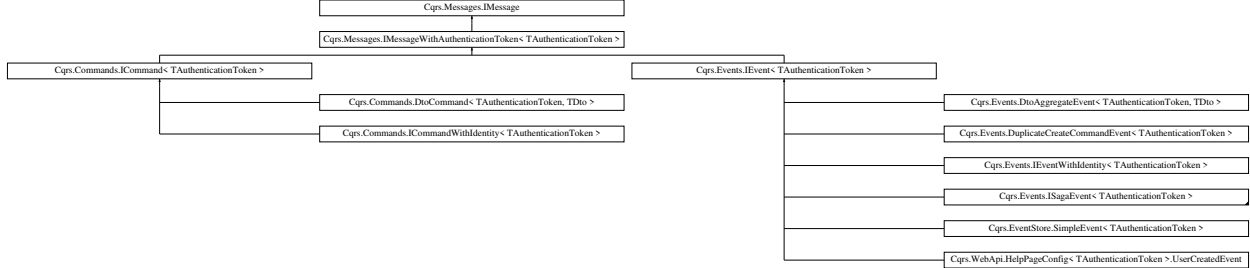 Cqrs.Messages.IMessage
Cqrs.Messages.IMessageWithAuthenticationToken< TAuthenticationToken >
Cqrs.Commands.ICommand< TAuthenticationToken >
Cqrs.Events.IEvent< TAuthenticationToken >
Cqrs.Commands.DtoCommand< TAuthenticationToken, TDto >
Cqrs.Events.DtoAggregateEvent< TAuthenticationToken, TDto >
Cqrs.Commands.ICommandWithIdentity< TAuthenticationToken >
Cqrs.Events.DuplicateCreateCommandEvent< TAuthenticationToken >
Cqrs.Events.IEventWithIdentity< TAuthenticationToken >
Cqrs.Events.ISagaEvent< TAuthenticationToken >
Cqrs.EventStore.SimpleEvent< TAuthenticationToken >
Cqrs.WebApi.HelpPageConfig< TAuthenticationToken >.UserCreatedEvent